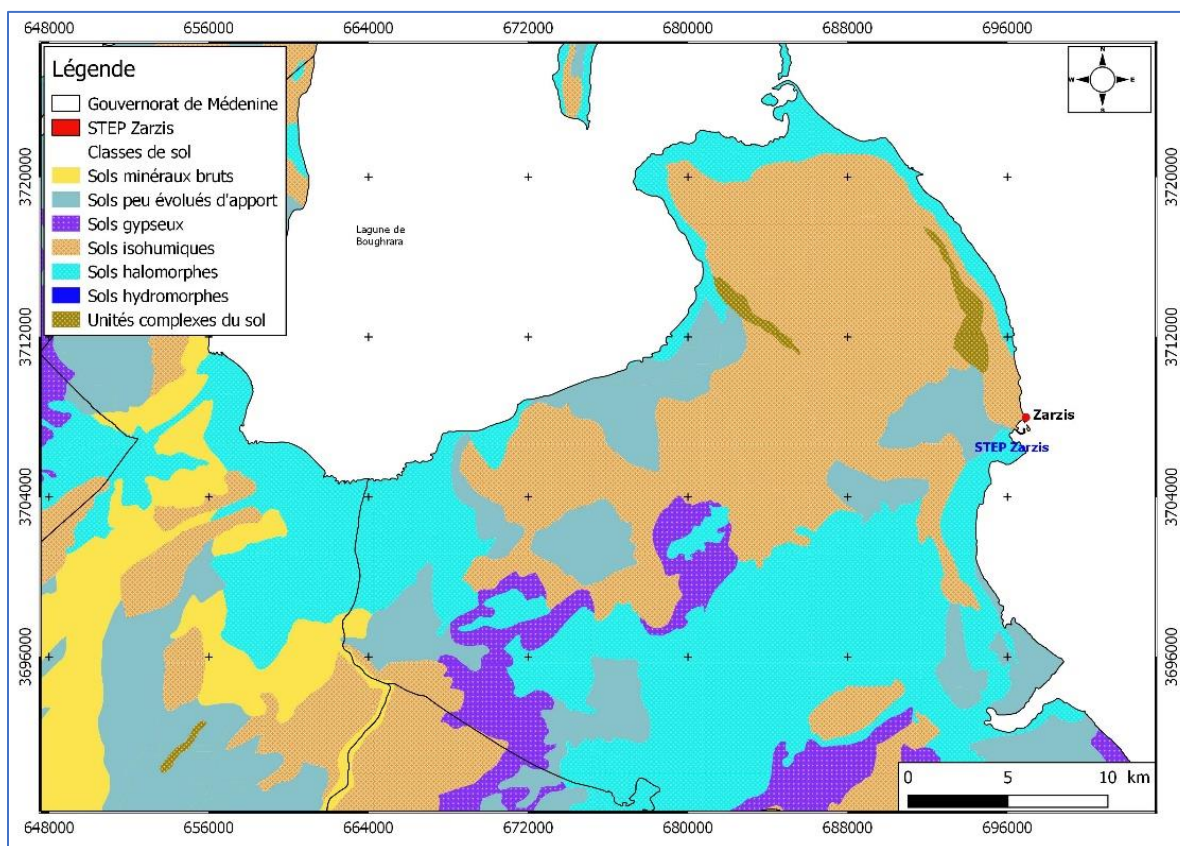 648000 656000 664000 672000 680000 688000 696000
Légende
Gouvernorat de Médenine
STEP Zarzis
Classes de sol
Sols minéraux bruts
Sols peu évolués d'apport
Sols gypseux
Sols isohumiques
Sols halomorphes
Sols hydromorphes
Unités complexes du sol
N
W E
S
3720000 3720000
Lagune de
Boughrara
3712000 3712000
Zarzis
STEP Zarzis
3704000 3704000
3696000 3696000
0 5 10 km
648000 656000 664000 672000 680000 688000 696000